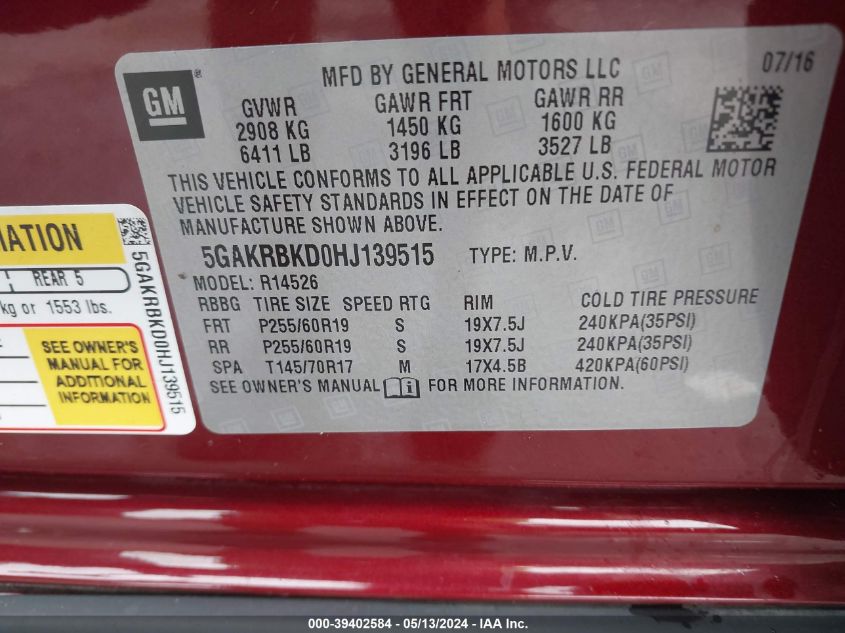 GM ®
MFD BY GENERAL MOTORS LLC
07/16
GVWR GAWR FRT GAWR RR
2908 KG 1450 KG 1600 KG
6411 LB 3196 LB 3527 LB
THIS VEHICLE CONFORMS TO ALL APPLICABLE U.S. FEDERAL MOTOR
VEHICLE SAFETY STANDARDS IN EFFECT ON THE DATE OF
MANUFACTURE SHOWN ABOVE.
5GAKRBKD0HJ139515 TYPE: M.P.V.
MODEL: R14526
RBBG TIRE SIZE SPEED RTG RIM COLD TIRE PRESSURE
FRT P255/60R19 S 19X7.5J 240KPA(35PSI)
RR P255/60R19 S 19X7.5J 240KPA(35PSI)
SPA T145/70R17 M 17X4.5B 420KPA(60PSI)
SEE OWNER'S MANUAL i FOR MORE INFORMATION.
MATION
REAR 5
kg or 1553 lbs.
SEE OWNER'S
MANUAL FOR
ADDITIONAL
INFORMATION
5GAKRBKD0HJ139515
000-39402584 - 05/13/2024 - IAA Inc.